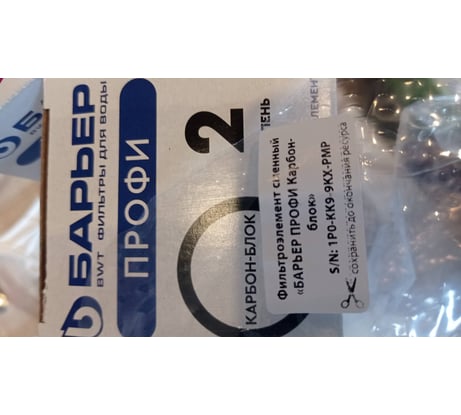 БАРЬЕР
BWT ФИЛЬТРЫ ДЛЯ ВОДЫ
ПРОФИ
2
КАРБОН-БЛОК
Фильтроэлемент сменный
«БАРЬЕР ПРОФИ Карбон-
блок»
S/N: 1P0-KK9-9KX-PMP
сохранить до окончания ресурса